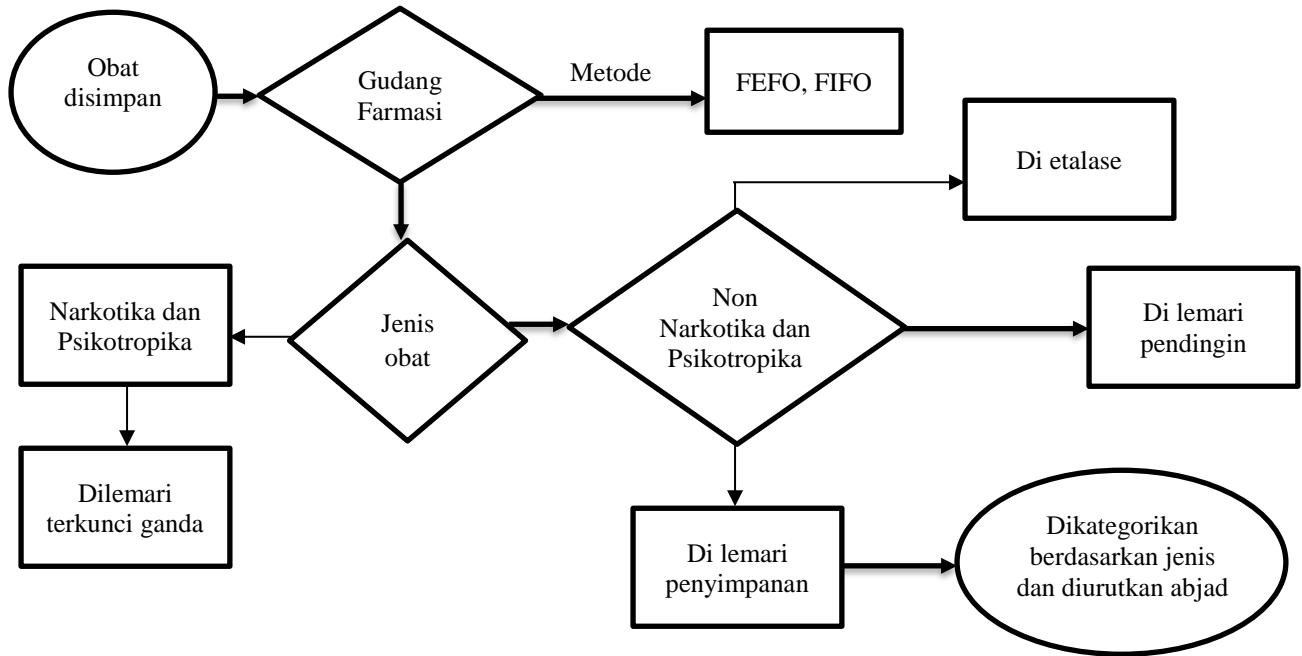 Obat
disimpan
Gudang
Farmasi
Metode
FEFO, FIFO
Di etalase
Narkotika dan
Psikotropika
Jenis
obat
Non
Narkotika dan
Psikotropika
Di lemari
pendingin
Dilemari
terkunci ganda
Di lemari
penyimpanan
Dikategorikan
berdasarkan jenis
dan diurutkan abjad